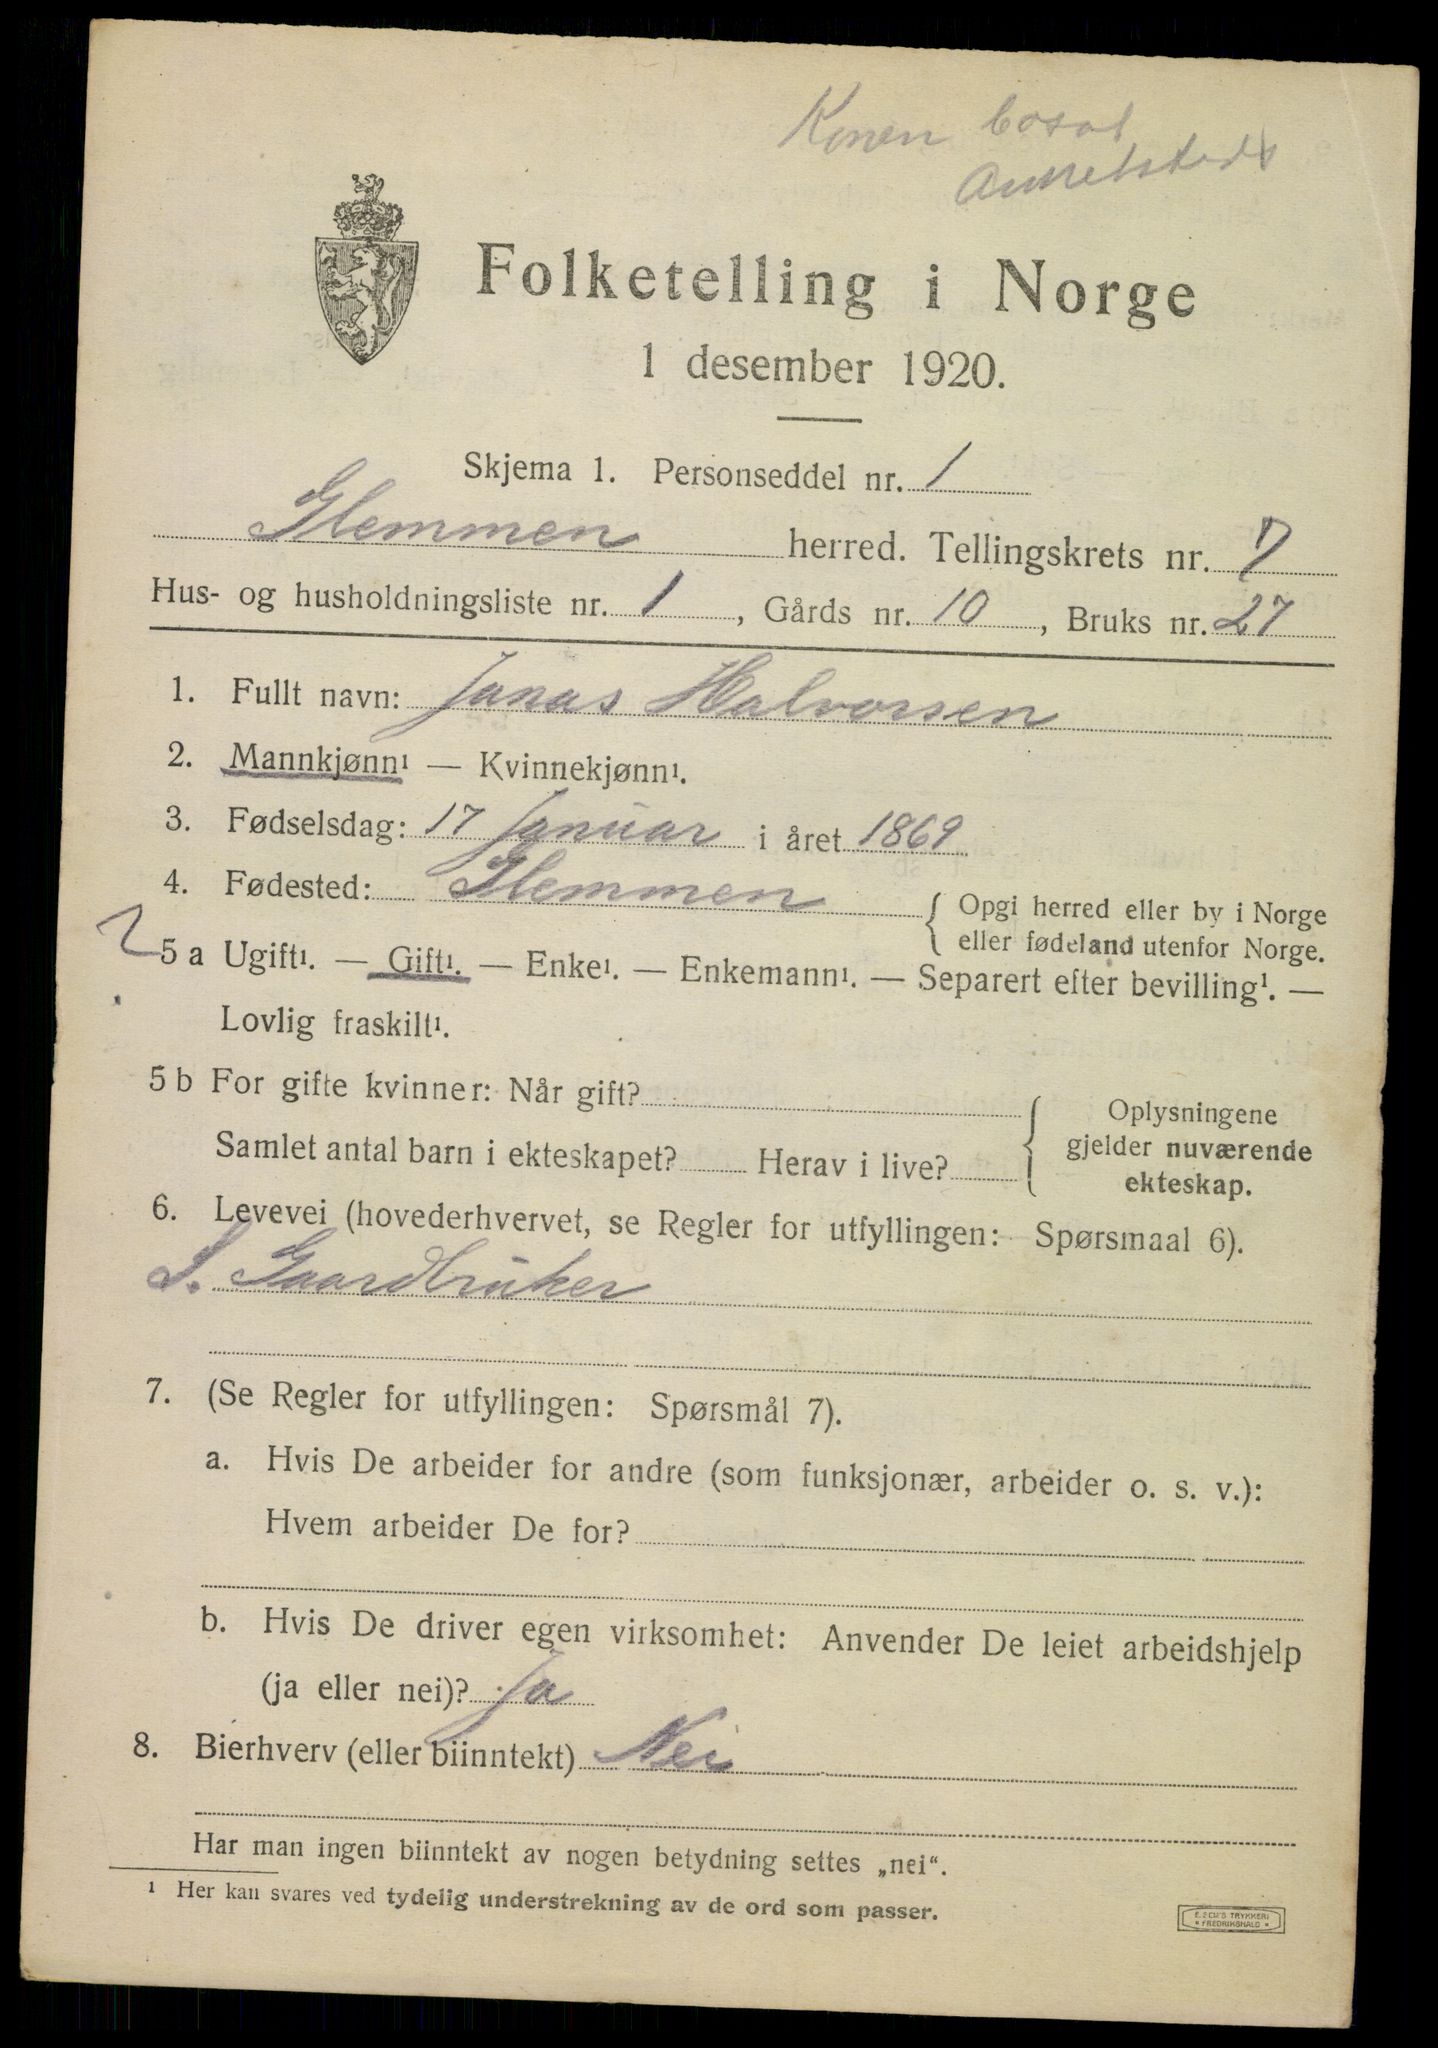 Konen bosat
Annetsteds
Folketelling i Norge
1 desember 1920.
Skjema 1. Personseddel nr. 1
Glemmen herred. Tellingskrets nr. 7
Hus- og husholdningsliste nr. 1, Gårds nr. 10, Bruks nr. 27
1. Fullt navn: Jonas Halvorsen
2. Mannkjønn¹ — Kvinnekjønn¹.
3. Fødselsdag: 17 Januar i året 1869
4. Fødested: Glemmen { Opgi herred eller by i Norge
eller fødeland utenfor Norge.
5 a Ugift¹. — Gift¹. — Enke¹. — Enkemann¹. — Separert efter bevilling¹. —
Lovlig fraskilt¹.
5 b For gifte kvinner: Når gift?
Samlet antal barn i ekteskapet? Herav i live?
{ Oplysningene
gjelder nuværende
ekteskap.
6. Levevei (hovederhvervet, se Regler for utfyllingen: Spørsmaal 6).
S. Gaardbruker
7. (Se Regler for utfyllingen: Spørsmål 7).
a. Hvis De arbeider for andre (som funksjonær, arbeider o. s. v.):
Hvem arbeider De for?
b. Hvis De driver egen virksomhet: Anvender De leiet arbeidshjelp
(ja eller nei)? Ja
8. Bierhverv (eller biinntekt) Nei
Har man ingen biinntekt av nogen betydning settes „nei“.
¹ Her kan svares ved tydelig understrekning av de ord som passer.
TRYKKERI
* FREDRIKSHALD *